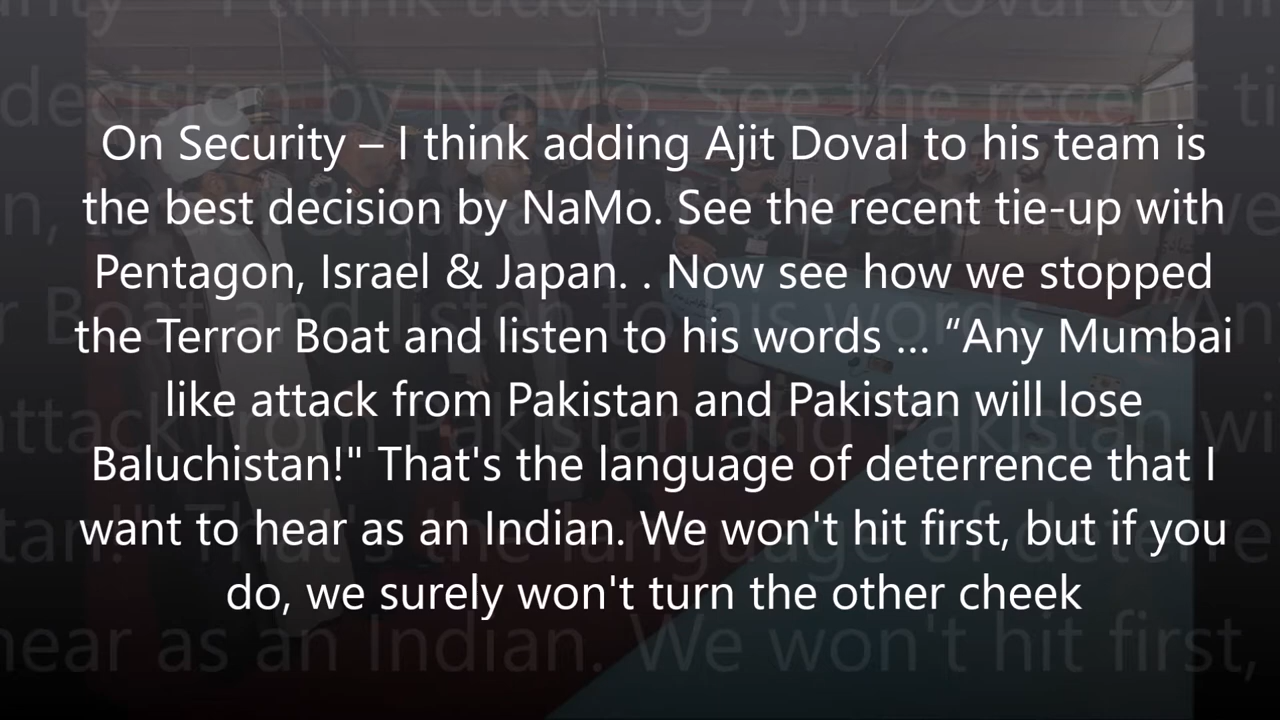 On Security – I think adding Ajit Doval to his team is
the best decision by NaMo. See the recent tie-up with
Pentagon, Israel & Japan. . Now see how we stopped
the Terror Boat and listen to his words ... “Any Mumbai
like attack from Pakistan and Pakistan will lose
Baluchistan!" That's the language of deterrence that I
want to hear as an Indian. We won't hit first, but if you
do, we surely won't turn the other cheek